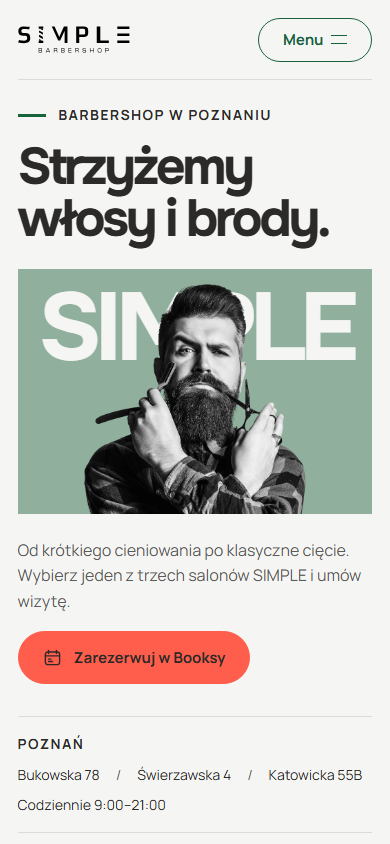 SIMPLE
BARBERSHOP
Menu
BARBERSHOP W POZNANIU
Strzyżemy
włosy i brody.
SIMPLE
Od krótkiego cieniowania po klasyczne cięcie.
Wybierz jeden z trzech salonów SIMPLE i umów
wizytę.
Zarezerwuj w Booksy
POZNAŃ
Bukowska 78 / Świerzawska 4 / Katowicka 55B
Codziennie 9:00–21:00